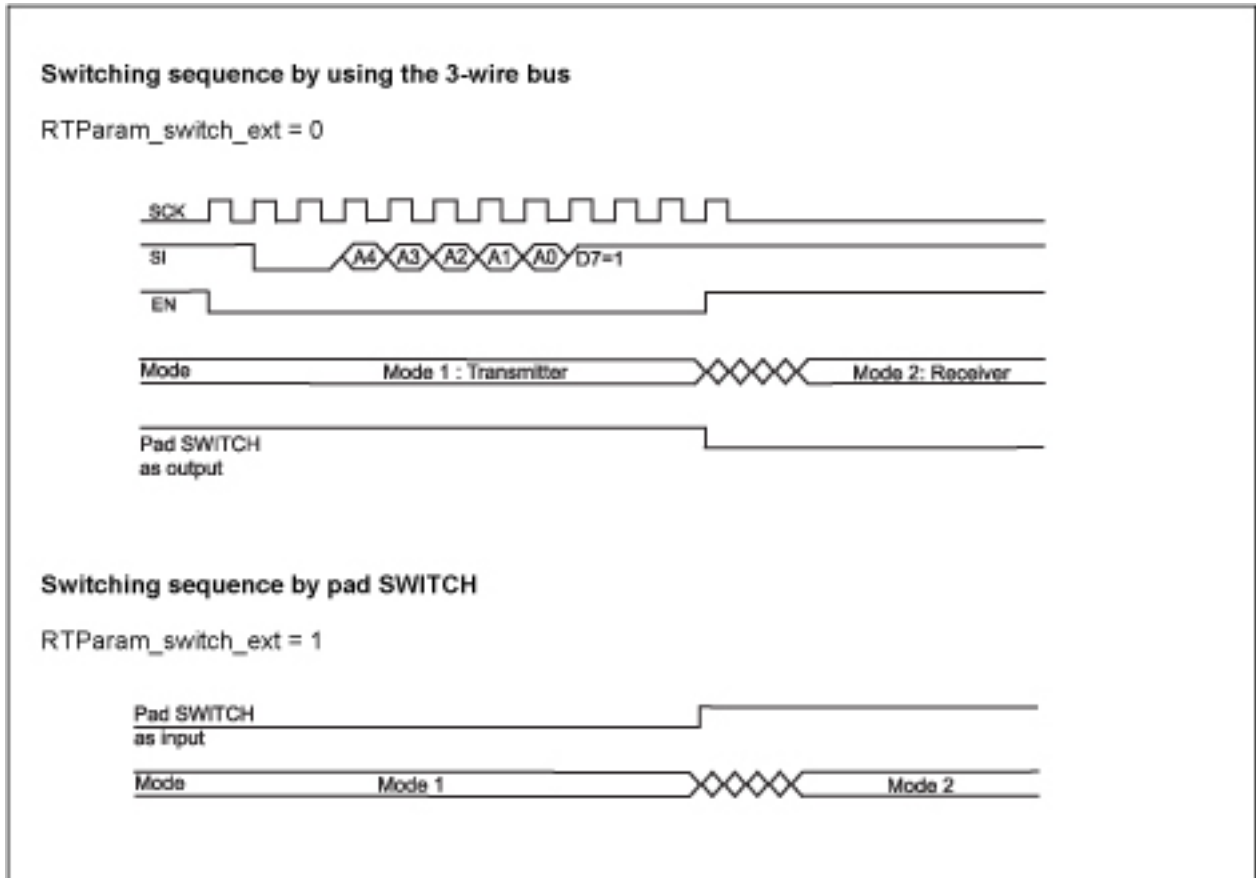 Switching sequence by using the 3-wire bus
RTParam_switch_ext = 0
SCK
SI
A4
A3
A2
A1
A0
D7=1
EN
Mode
Mode 1 : Transmitter
Mode 2: Receiver
Pad SWITCH
as output
Switching sequence by pad SWITCH
RTParam_switch_ext = 1
Pad SWITCH
as input
Mode
Mode 1
Mode 2